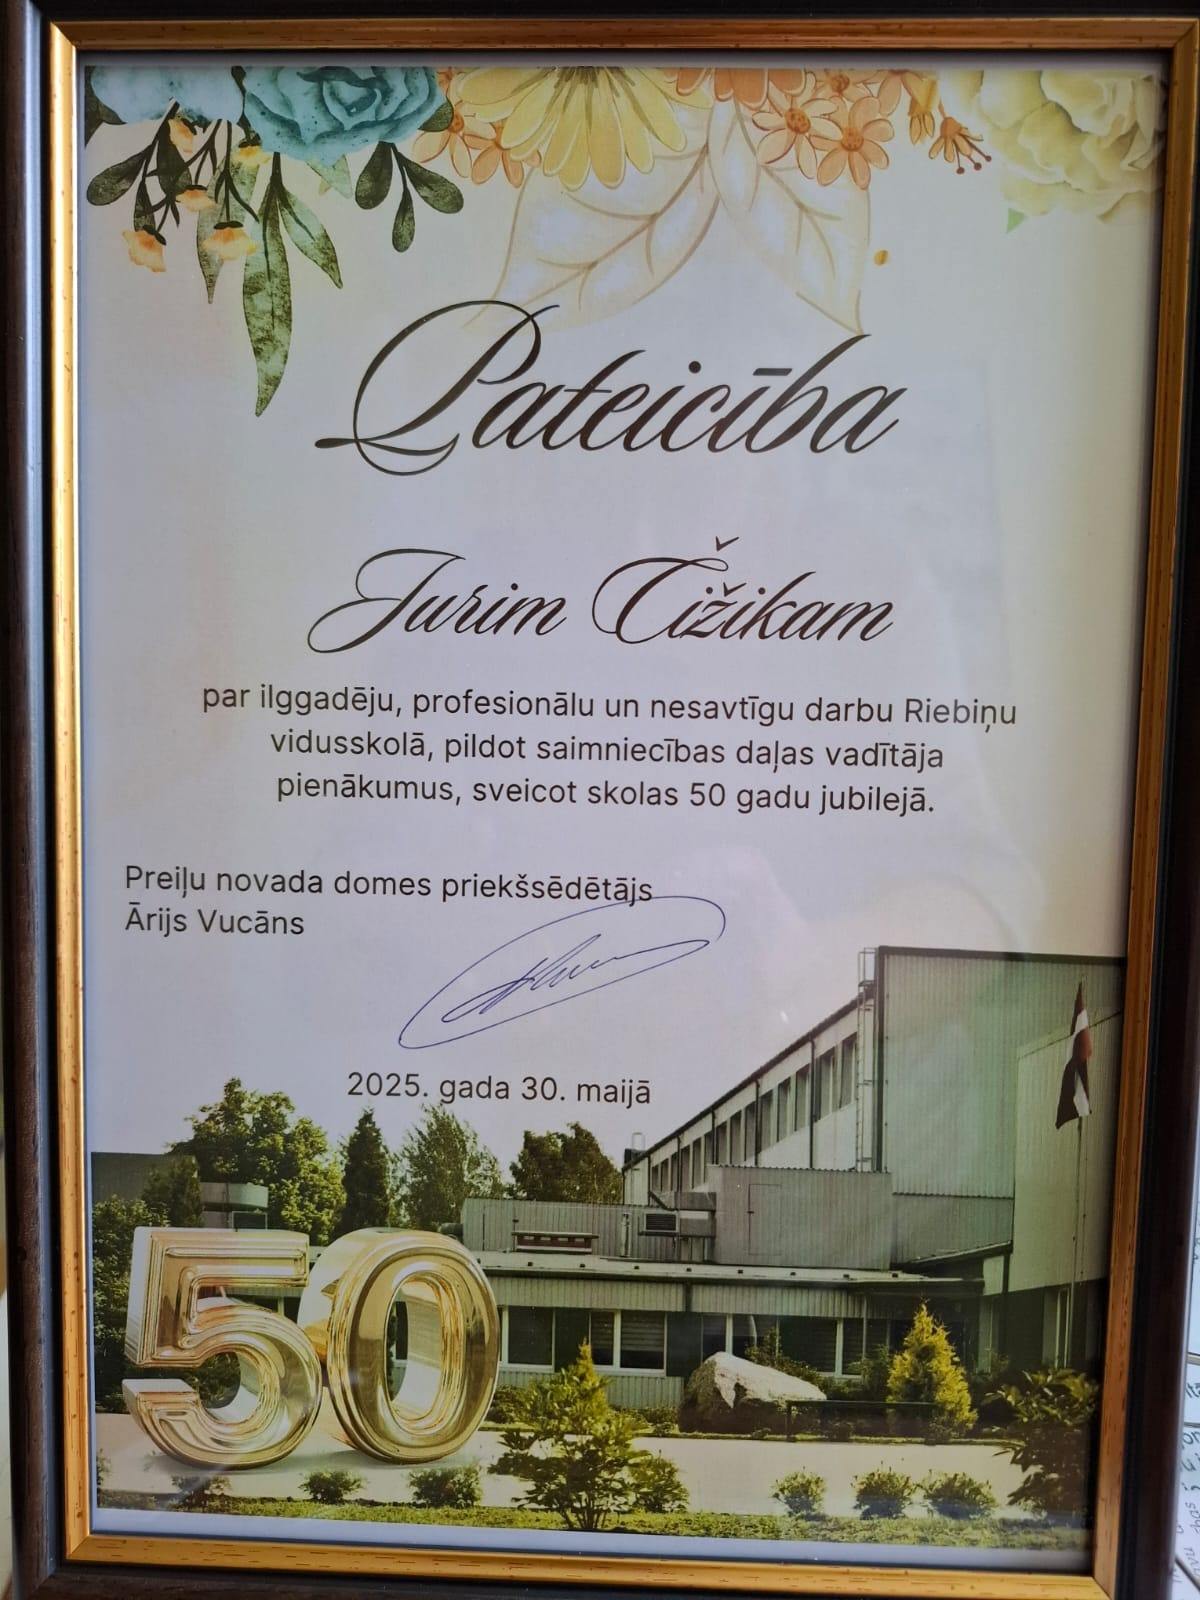 Pateicība
Jurim Čižikam
par ilggadēju, profesionālu un nesavtīgu darbu Riebiņu
vidusskolā, pildot saimniecības daļas vadītāja
pienākumus, sveicot skolas 50 gadu jubilejā.
Preiļu novada domes priekšsēdētājs
Ārijs Vucāns
2025. gada 30. maijā
50